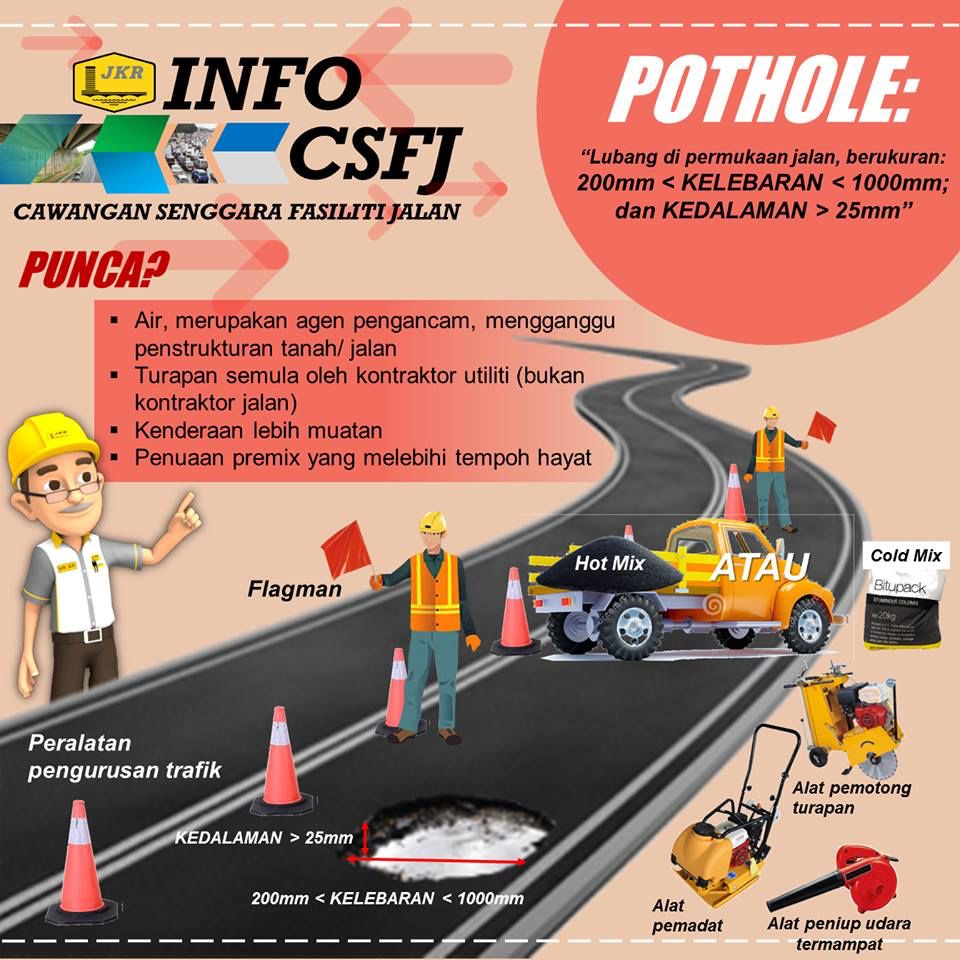 JKR
INFO
CSFJ
CAWANGAN SENGGARA FASILITI JALAN
POTHOLE:
“Lubang di permukaan jalan, berukuran:
200mm < KELEBARAN < 1000mm;
dan KEDALAMAN > 25mm”
PUNCA?
▪ Air, merupakan agen pengancam, mengganggu
penstrukturan tanah/ jalan
▪ Turapan semula oleh kontraktor utiliti (bukan
kontraktor jalan)
▪ Kenderaan lebih muatan
▪ Penuaan premix yang melebihi tempoh hayat
Flagman
Hot Mix
ATAU
Cold Mix
Bitupack
BITUMINOUS COLDMIX
20kg
Peralatan
pengurusan trafik
KEDALAMAN > 25mm
200mm < KELEBARAN < 1000mm
Alat pemotong
turapan
Alat
pemadat
Alat peniup udara
termampat